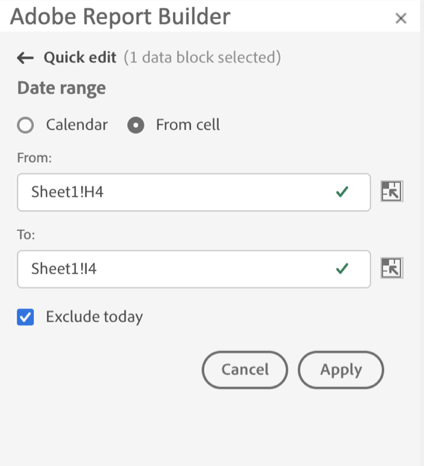 Adobe Report Builder
Quick edit (1 data block selected)
Date range
Calendar From cell
From:
Sheet1!H4
To:
Sheet1!I4
Exclude today
Cancel Apply